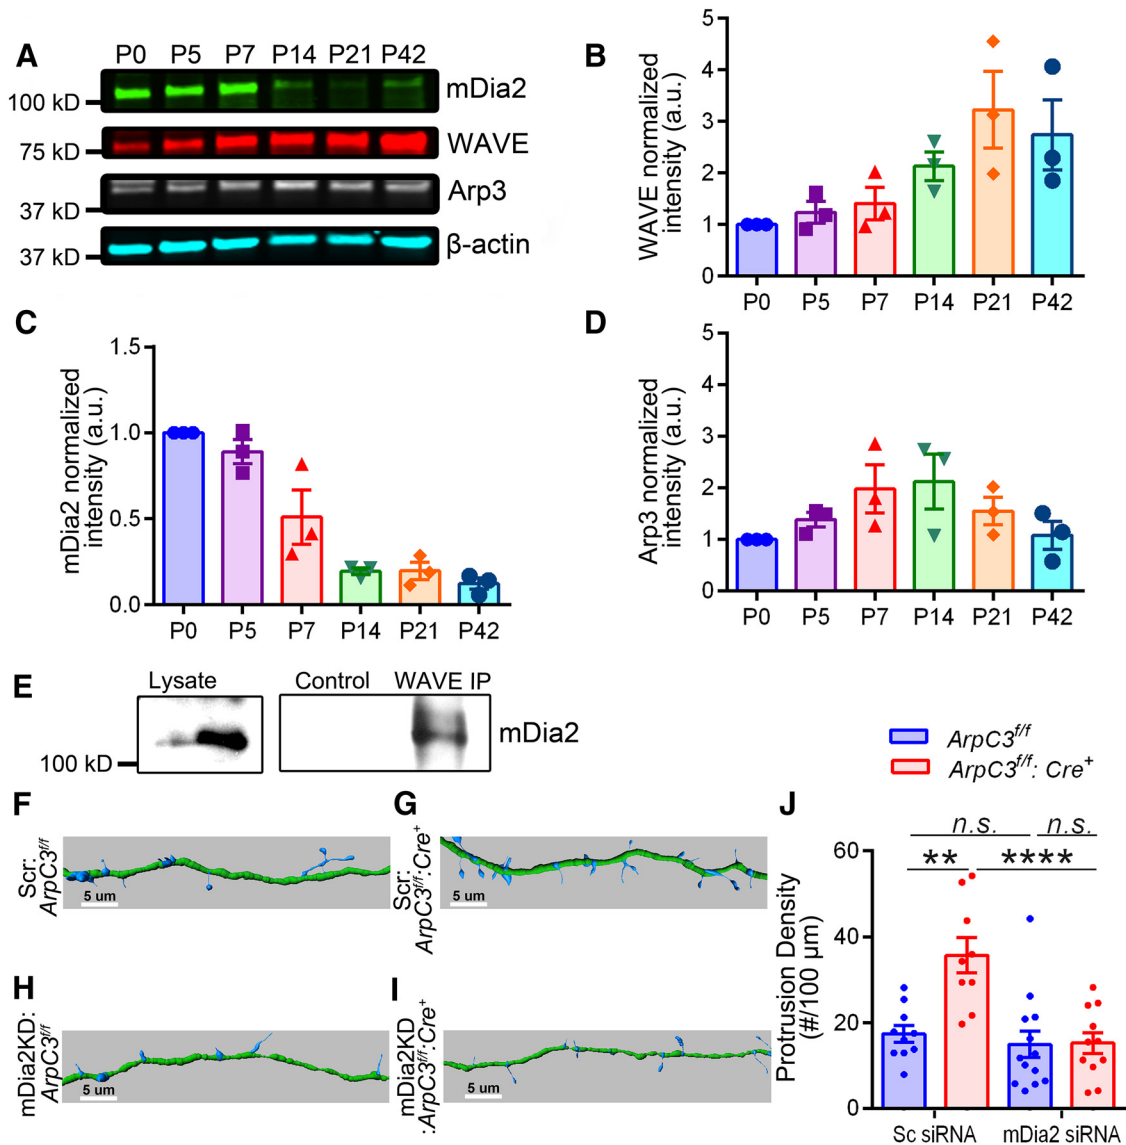 A
P0 P5 P7 P14 P21 P42
mDia2
100 kD
WAVE
75 kD
Arp3
37 kD
β-actin
37 kD
B
WAVE normalized
intensity (a.u.)
5
4
3
2
1
0
P0 P5 P7 P14 P21 P42
C
mDia2 normalized
intensity (a.u.)
1.5
1.0
0.5
0.0
P0 P5 P7 P14 P21 P42
D
Arp3 normalized
intensity (a.u.)
5
4
3
2
1
0
P0 P5 P7 P14 P21 P42
E
Lysate
Control WAVE IP
mDia2
100 kD
F
Scr:
ArpC3f/f
5 um
G
Scr:
ArpC3f/f:Cre+
5 um
H
mDia2KD:
ArpC3f/f
5 um
I
mDia2KD
:ArpC3f/f:Cre+
5 um
ArpC3f/f
ArpC3f/f: Cre+
J
n.s. n.s.
** ****
Protrusion Density
(#/100 μm)
60
40
20
0
Sc siRNA mDia2 siRNA